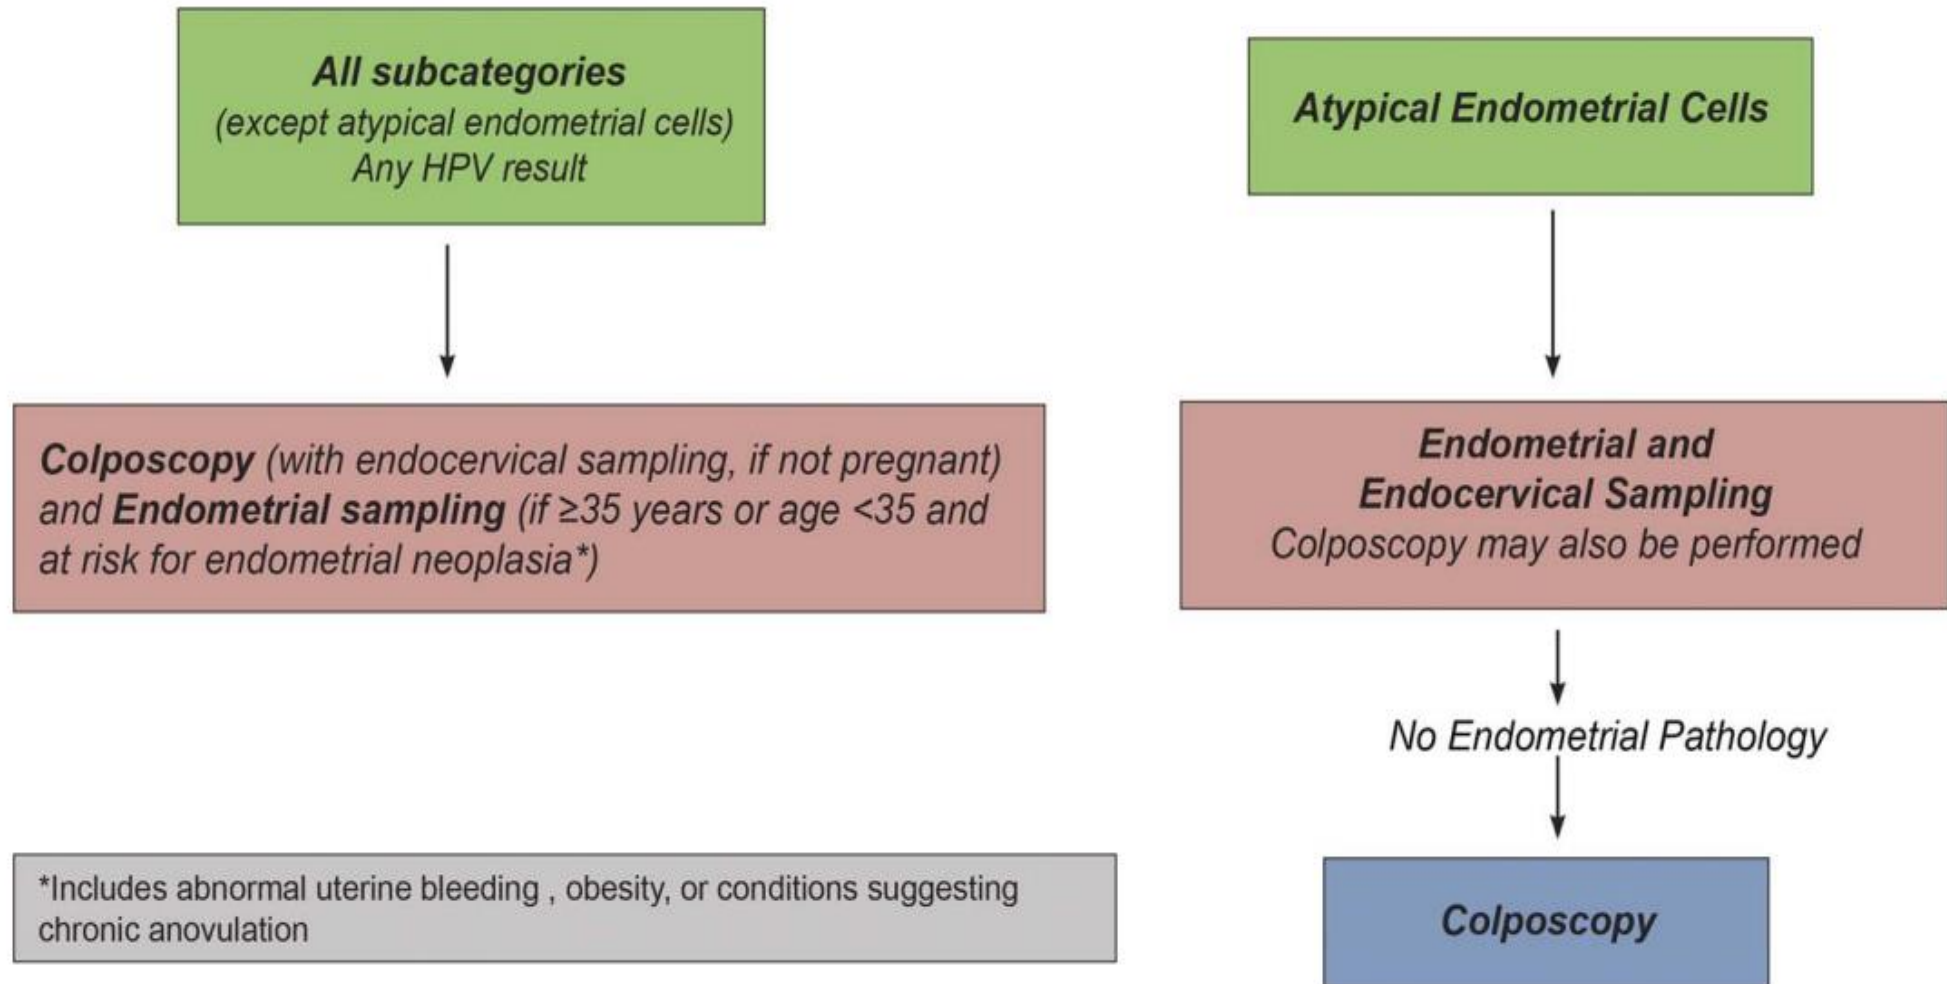 All subcategories
(except atypical endometrial cells)
Any HPV result
Colposcopy (with endocervical sampling, if not pregnant)
and Endometrial sampling (if ≥35 years or age <35 and
at risk for endometrial neoplasia*)
*Includes abnormal uterine bleeding , obesity, or conditions suggesting
chronic anovulation
Atypical Endometrial Cells
Endometrial and
Endocervical Sampling
Colposcopy may also be performed
No Endometrial Pathology
Colposcopy